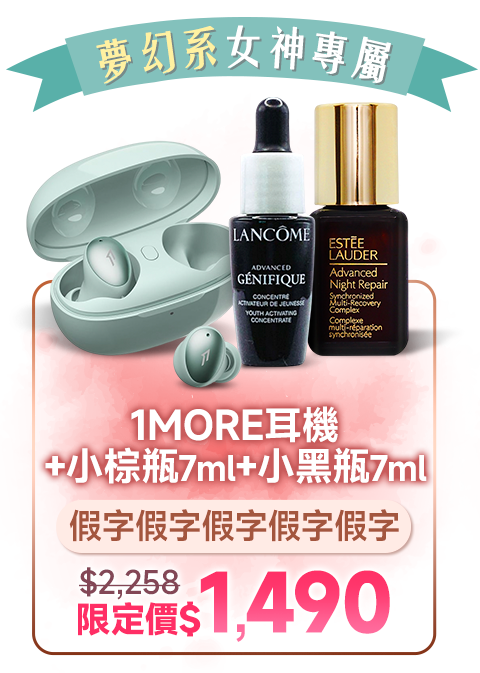 夢幻系女神專屬
LANCÔME
ADVANCED
GÉNIFIQUE
CONCENTRÉ
ACTIVATEUR DE JEUNESSE
YOUTH ACTIVATING
CONCENTRATE
ESTĒE
LAUDER
Advanced
Night Repair
Synchronized
Multi-Recovery
Complex
Complexe
multi-réparation
synchronisée
1MORE耳機
+小棕瓶7ml+小黑瓶7ml
假字假字假字假字假字
$2,258
限定價$1,490